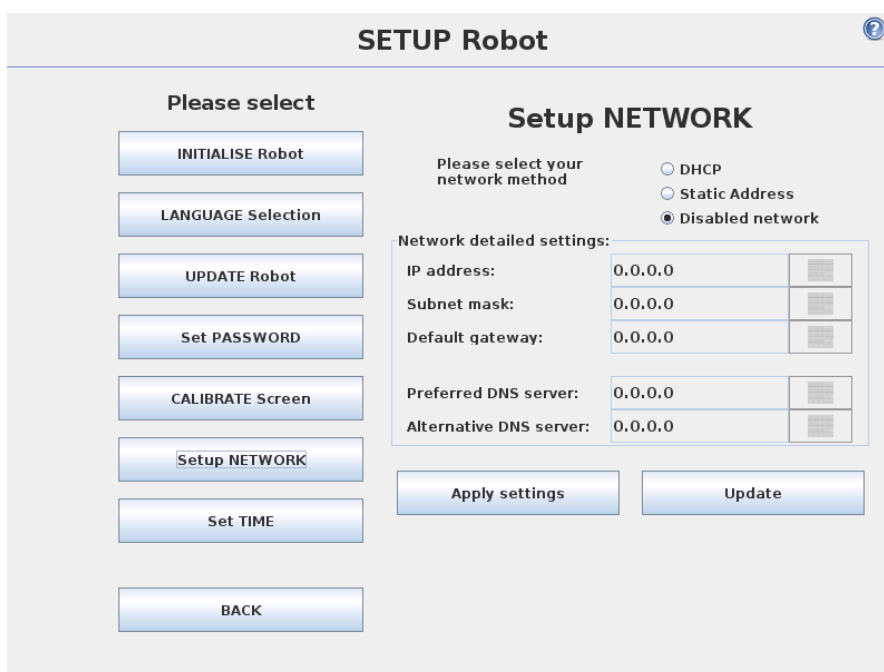 SETUP Robot
?
Please select
INITIALISE Robot
LANGUAGE Selection
UPDATE Robot
Set PASSWORD
CALIBRATE Screen
Setup NETWORK
Set TIME
BACK
Setup NETWORK
Please select your
network method
DHCP
Static Address
Disabled network
Network detailed settings:
IP address: 0.0.0.0
Subnet mask: 0.0.0.0
Default gateway: 0.0.0.0
Preferred DNS server: 0.0.0.0
Alternative DNS server: 0.0.0.0
Apply settings
Update